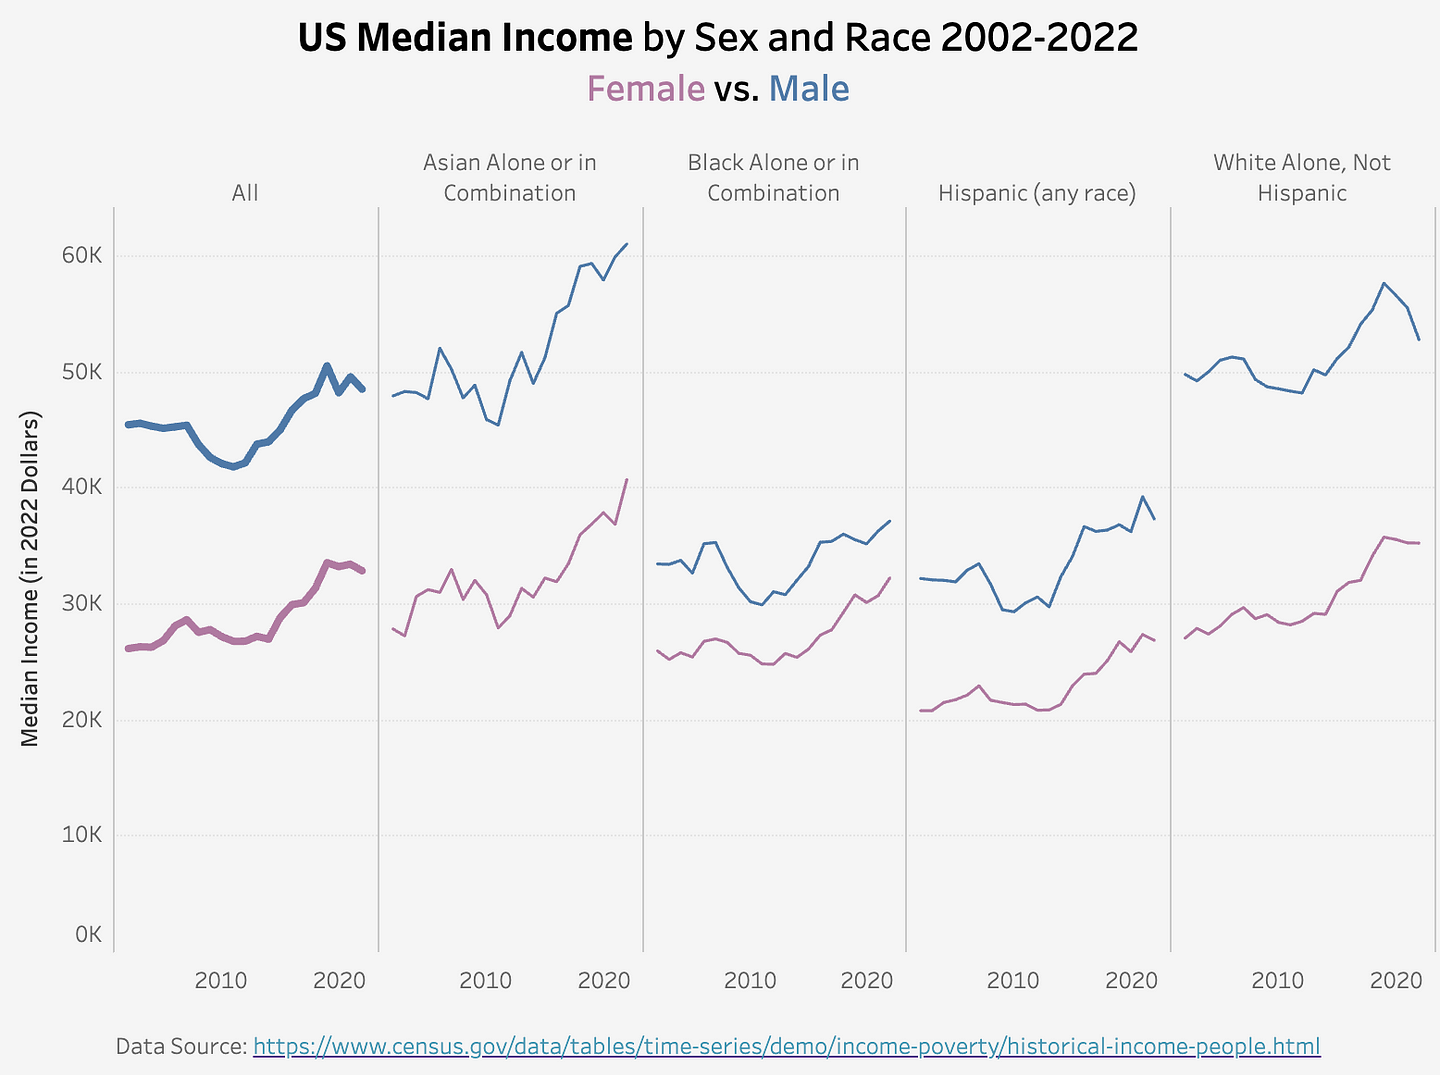 US Median Income by Sex and Race 2002-2022
Female vs. Male
All
Asian Alone or in
Combination
Black Alone or in
Combination
Hispanic (any race)
White Alone, Not
Hispanic
Median Income (in 2022 Dollars)
60K
50K
40K
30K
20K
10K
0K
2010 2020 2010 2020 2010 2020 2010 2020 2010 2020
Data Source: https://www.census.gov/data/tables/time-series/demo/income-poverty/historical-income-people.html